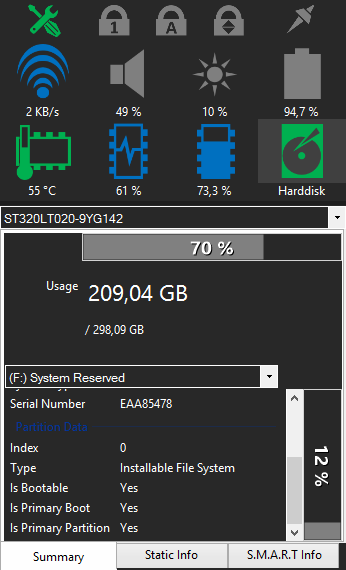 1 A
2 KB/s 49 % 10 % 94,7 %
55 °C 61 % 73,3 % Harddisk
ST320LT020-9YG142
70 %
Usage 209,04 GB
/ 298,09 GB
(F:) System Reserved
Serial Number EAA85478
Partition Data
Index 0
Type Installable File System
Is Bootable Yes
Is Primary Boot Yes
Is Primary Partition Yes
12 %
Summary Static Info S.M.A.R.T Info